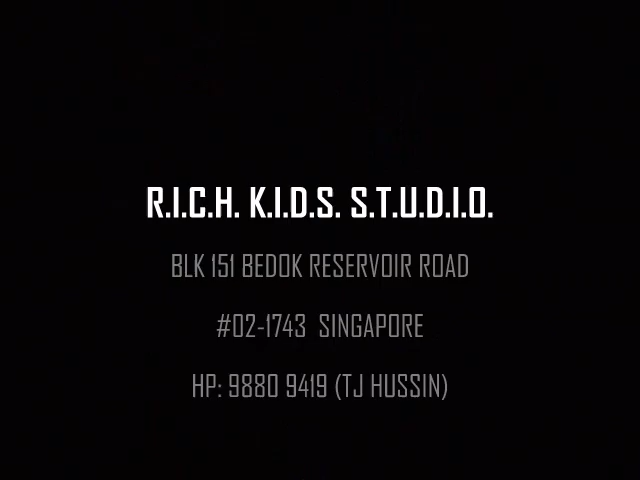 R.I.C.H. K.I.D.S. S.T.U.D.I.O.
BLK 151 BEDOK RESERVOIR ROAD
#02-1743 SINGAPORE
HP: 9880 9419 (TJ HUSSIN)